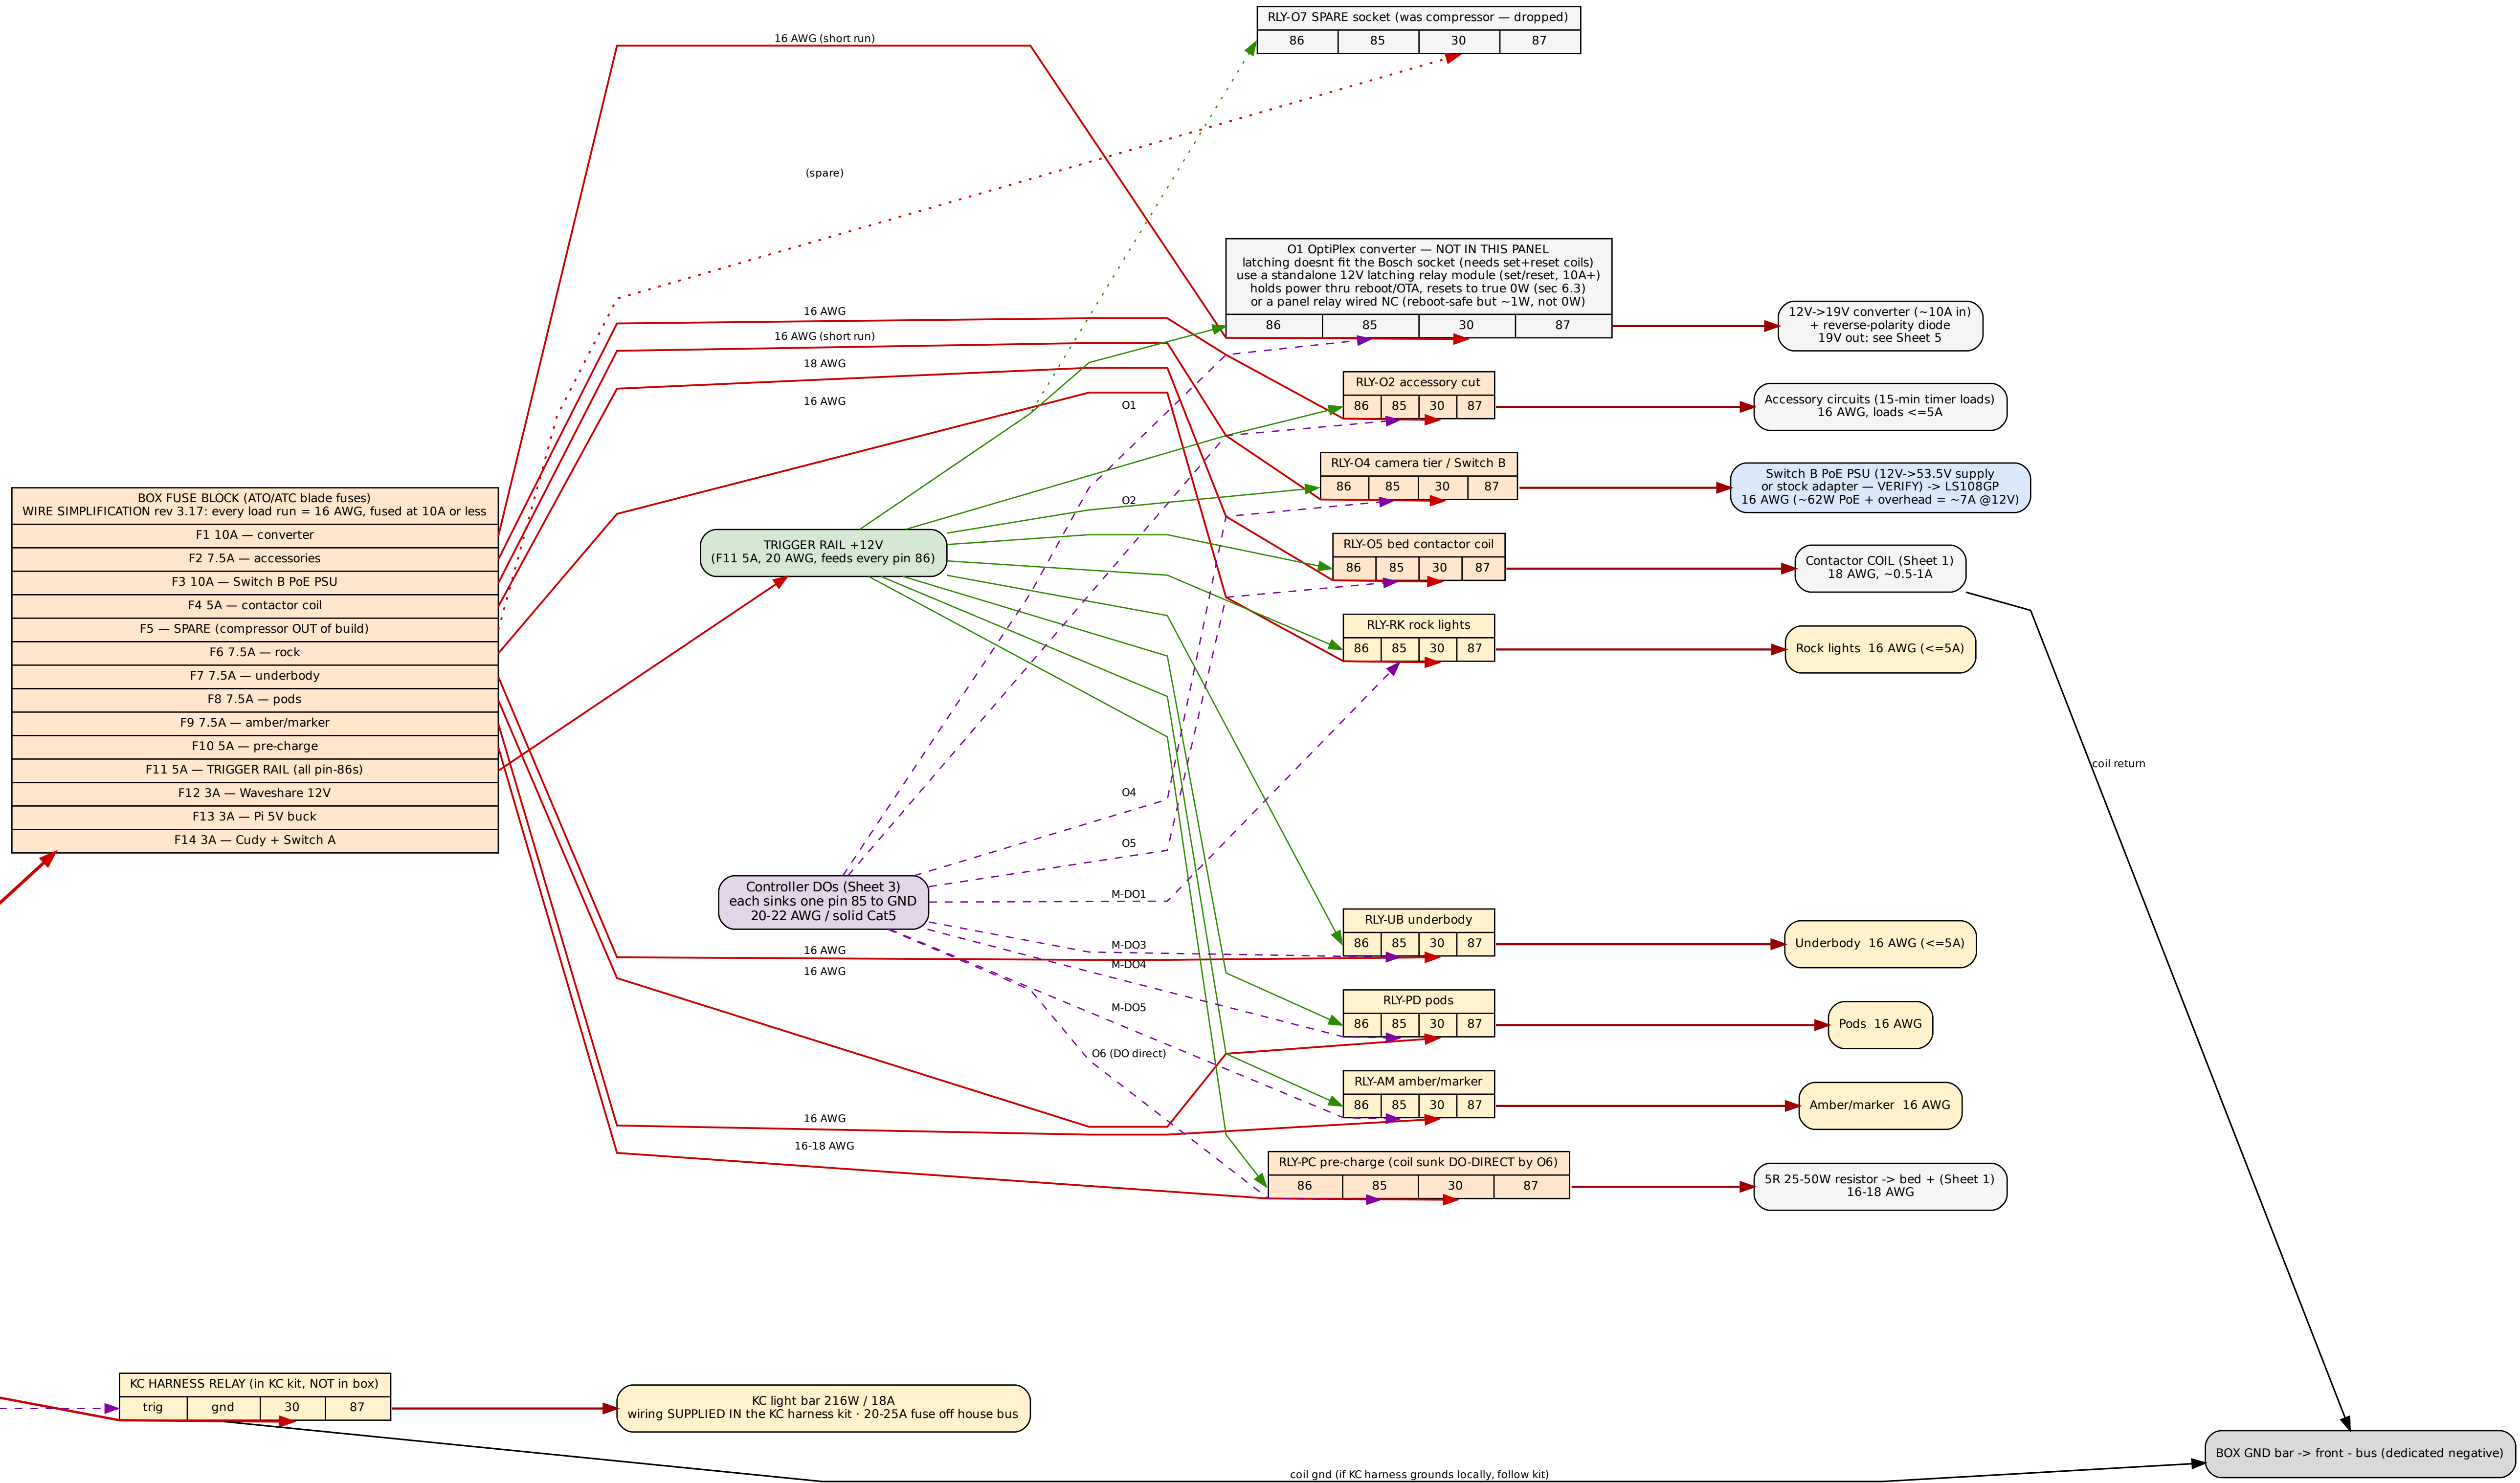 RLY-O7 SPARE socket (was compressor — dropped)
86 85 30 87
16 AWG (short run)
(spare)
O1 OptiPlex converter — NOT IN THIS PANEL
latching doesnt fit the Bosch socket (needs set+reset coils)
use a standalone 12V latching relay module (set/reset, 10A+)
holds power thru reboot/OTA, resets to true 0W (sec 6.3)
or a panel relay wired NC (reboot-safe but ~1W, not 0W)
86 85 30 87
12V->19V converter (~10A in)
+ reverse-polarity diode
19V out: see Sheet 5
16 AWG
16 AWG (short run)
18 AWG
16 AWG
O1
RLY-O2 accessory cut
86 85 30 87
Accessory circuits (15-min timer loads)
16 AWG, loads <=5A
RLY-O4 camera tier / Switch B
86 85 30 87
Switch B PoE PSU (12V->53.5V supply
or stock adapter — VERIFY) -> LS108GP
16 AWG (~62W PoE + overhead = ~7A @12V)
O2
BOX FUSE BLOCK (ATO/ATC blade fuses)
WIRE SIMPLIFICATION rev 3.17: every load run = 16 AWG, fused at 10A or less
F1 10A — converter
F2 7.5A — accessories
F3 10A — Switch B PoE PSU
F4 5A — contactor coil
F5 — SPARE (compressor OUT of build)
F6 7.5A — rock
F7 7.5A — underbody
F8 7.5A — pods
F9 7.5A — amber/marker
F10 5A — pre-charge
F11 5A — TRIGGER RAIL (all pin-86s)
F12 3A — Waveshare 12V
F13 3A — Pi 5V buck
F14 3A — Cudy + Switch A
TRIGGER RAIL +12V
(F11 5A, 20 AWG, feeds every pin 86)
RLY-O5 bed contactor coil
86 85 30 87
Contactor COIL (Sheet 1)
18 AWG, ~0.5-1A
RLY-RK rock lights
86 85 30 87
Rock lights  16 AWG (<=5A)
coil return
O4
O5
Controller DOs (Sheet 3)
each sinks one pin 85 to GND
20-22 AWG / solid Cat5
M-DO1
M-DO3
M-DO4
M-DO5
O6 (DO direct)
16 AWG
16 AWG
RLY-UB underbody
86 85 30 87
Underbody  16 AWG (<=5A)
RLY-PD pods
86 85 30 87
Pods  16 AWG
RLY-AM amber/marker
86 85 30 87
Amber/marker  16 AWG
16 AWG
16-18 AWG
RLY-PC pre-charge (coil sunk DO-DIRECT by O6)
86 85 30 87
5R 25-50W resistor -> bed + (Sheet 1)
16-18 AWG
KC HARNESS RELAY (in KC kit, NOT in box)
trig gnd 30 87
KC light bar 216W / 18A
wiring SUPPLIED IN the KC harness kit · 20-25A fuse off house bus
BOX GND bar -> front - bus (dedicated negative)
coil gnd (if KC harness grounds locally, follow kit)